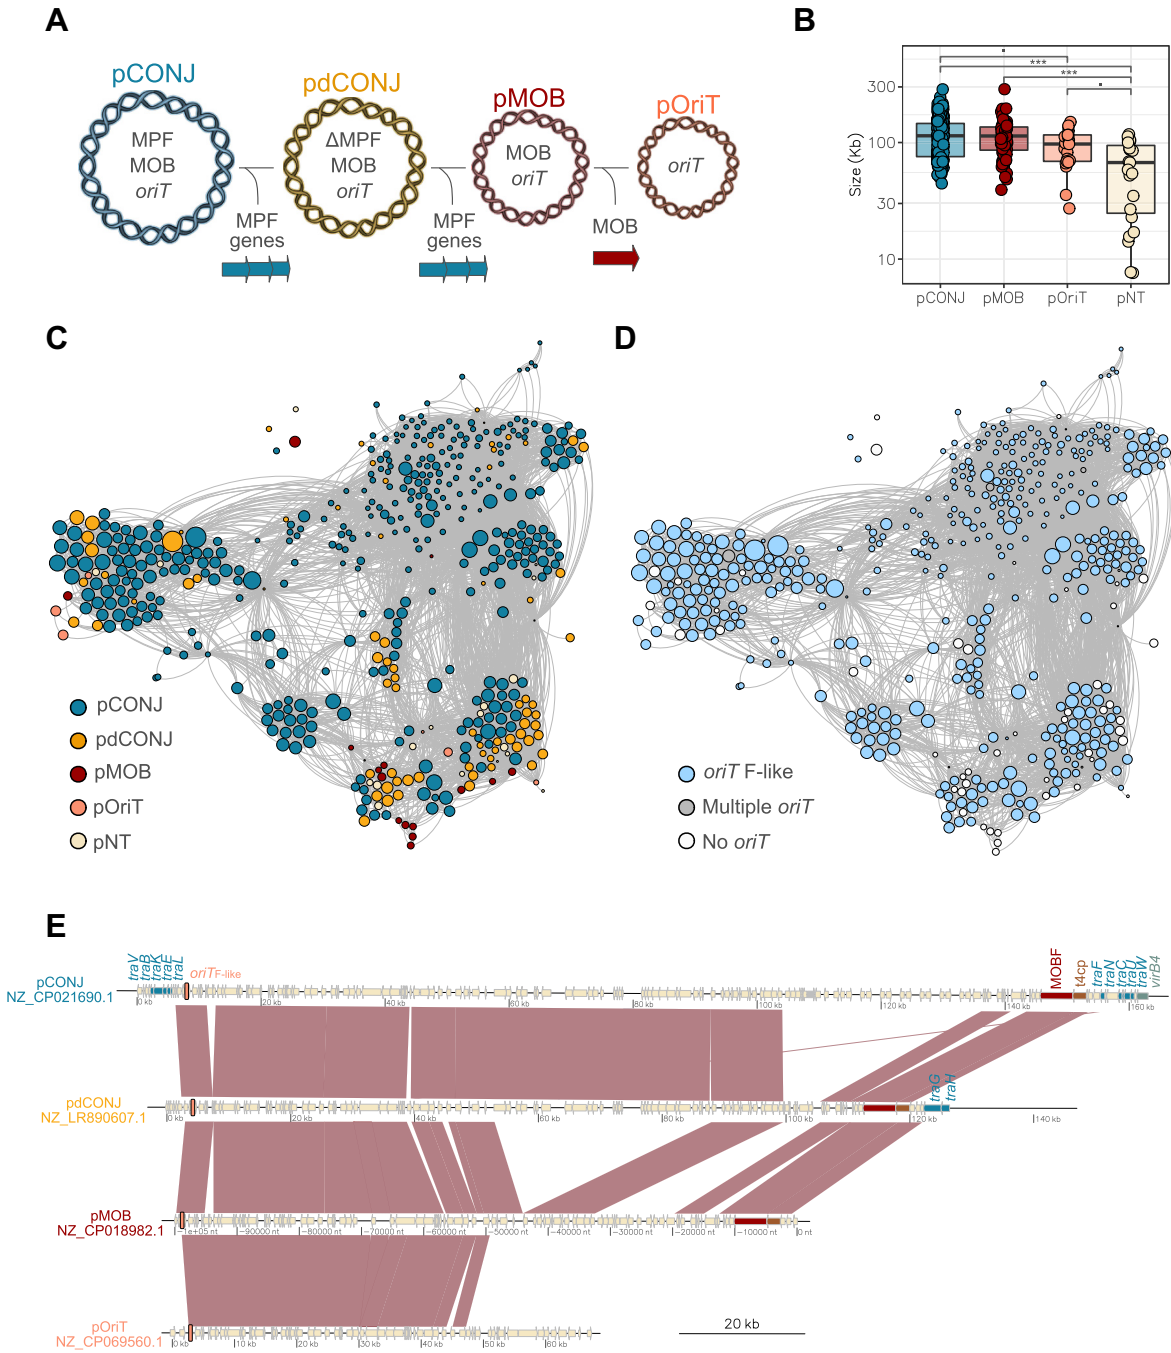 A
pCONJ
pdCONJ
pMOB
pOriT
MPF
MOB
oriT
ΔMPF
MOB
oriT
MOB
oriT
oriT
MPF
genes
MPF
genes
MOB
B
Size (Kb)
300
100
30
10
***
***
pCONJ
pMOB
pOriT
pNT
C
pCONJ
pdCONJ
pMOB
pOriT
pNT
D
oriT F-like
Multiple oriT
No oriT
E
pCONJ
NZ_CP021690.1
traV
traB
traK
traE
traL
oriT F-like
MOBF
t4cp
traF
traN
traC
traU
traW
virB4
0 kb
20 kb
40 kb
60 kb
80 kb
100 kb
120 kb
140 kb
160 kb
pdCONJ
NZ_LR890607.1
traG
traH
0 kb
20 kb
40 kb
60 kb
80 kb
100 kb
120 kb
140 kb
pMOB
NZ_CP018982.1
-1e+05 nt
-90000 nt
-80000 nt
-70000 nt
-60000 nt
-50000 nt
-40000 nt
-30000 nt
-20000 nt
-10000 nt
0 nt
pOriT
NZ_CP069560.1
0 kb
10 kb
20 kb
30 kb
40 kb
50 kb
60 kb
20 kb